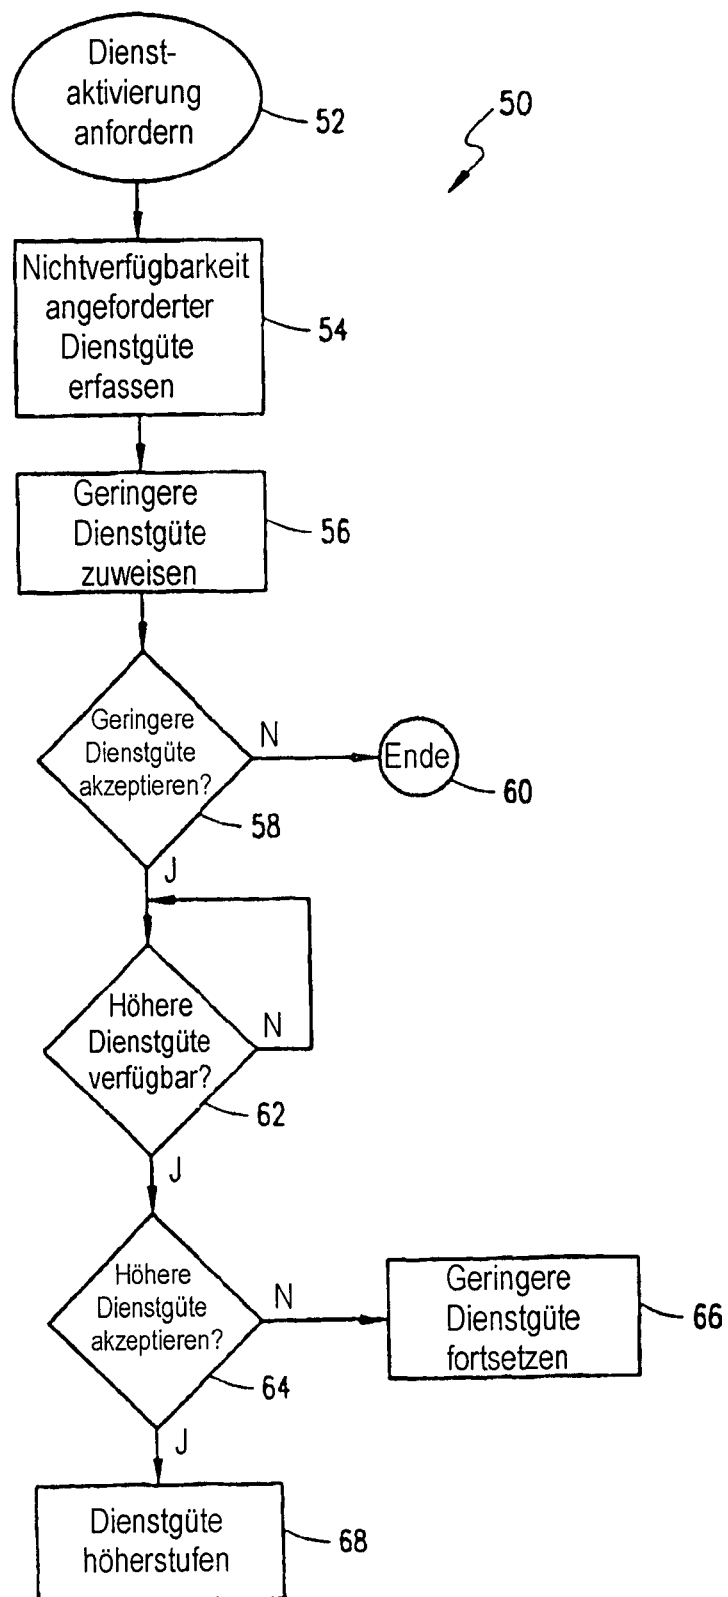 Dienst-
aktivierung
anfordern
52
50
Nichtverfügbarkeit
angeforderter
Dienstgüte
erfassen
54
Geringere
Dienstgüte
zuweisen
56
Geringere
Dienstgüte
akzeptieren?
58
N
Ende
60
J
Höhere
Dienstgüte
verfügbar?
62
N
J
Höhere
Dienstgüte
akzeptieren?
64
N
Geringere
Dienstgüte
fortsetzen
66
J
Dienstgüte
höherstufen
68